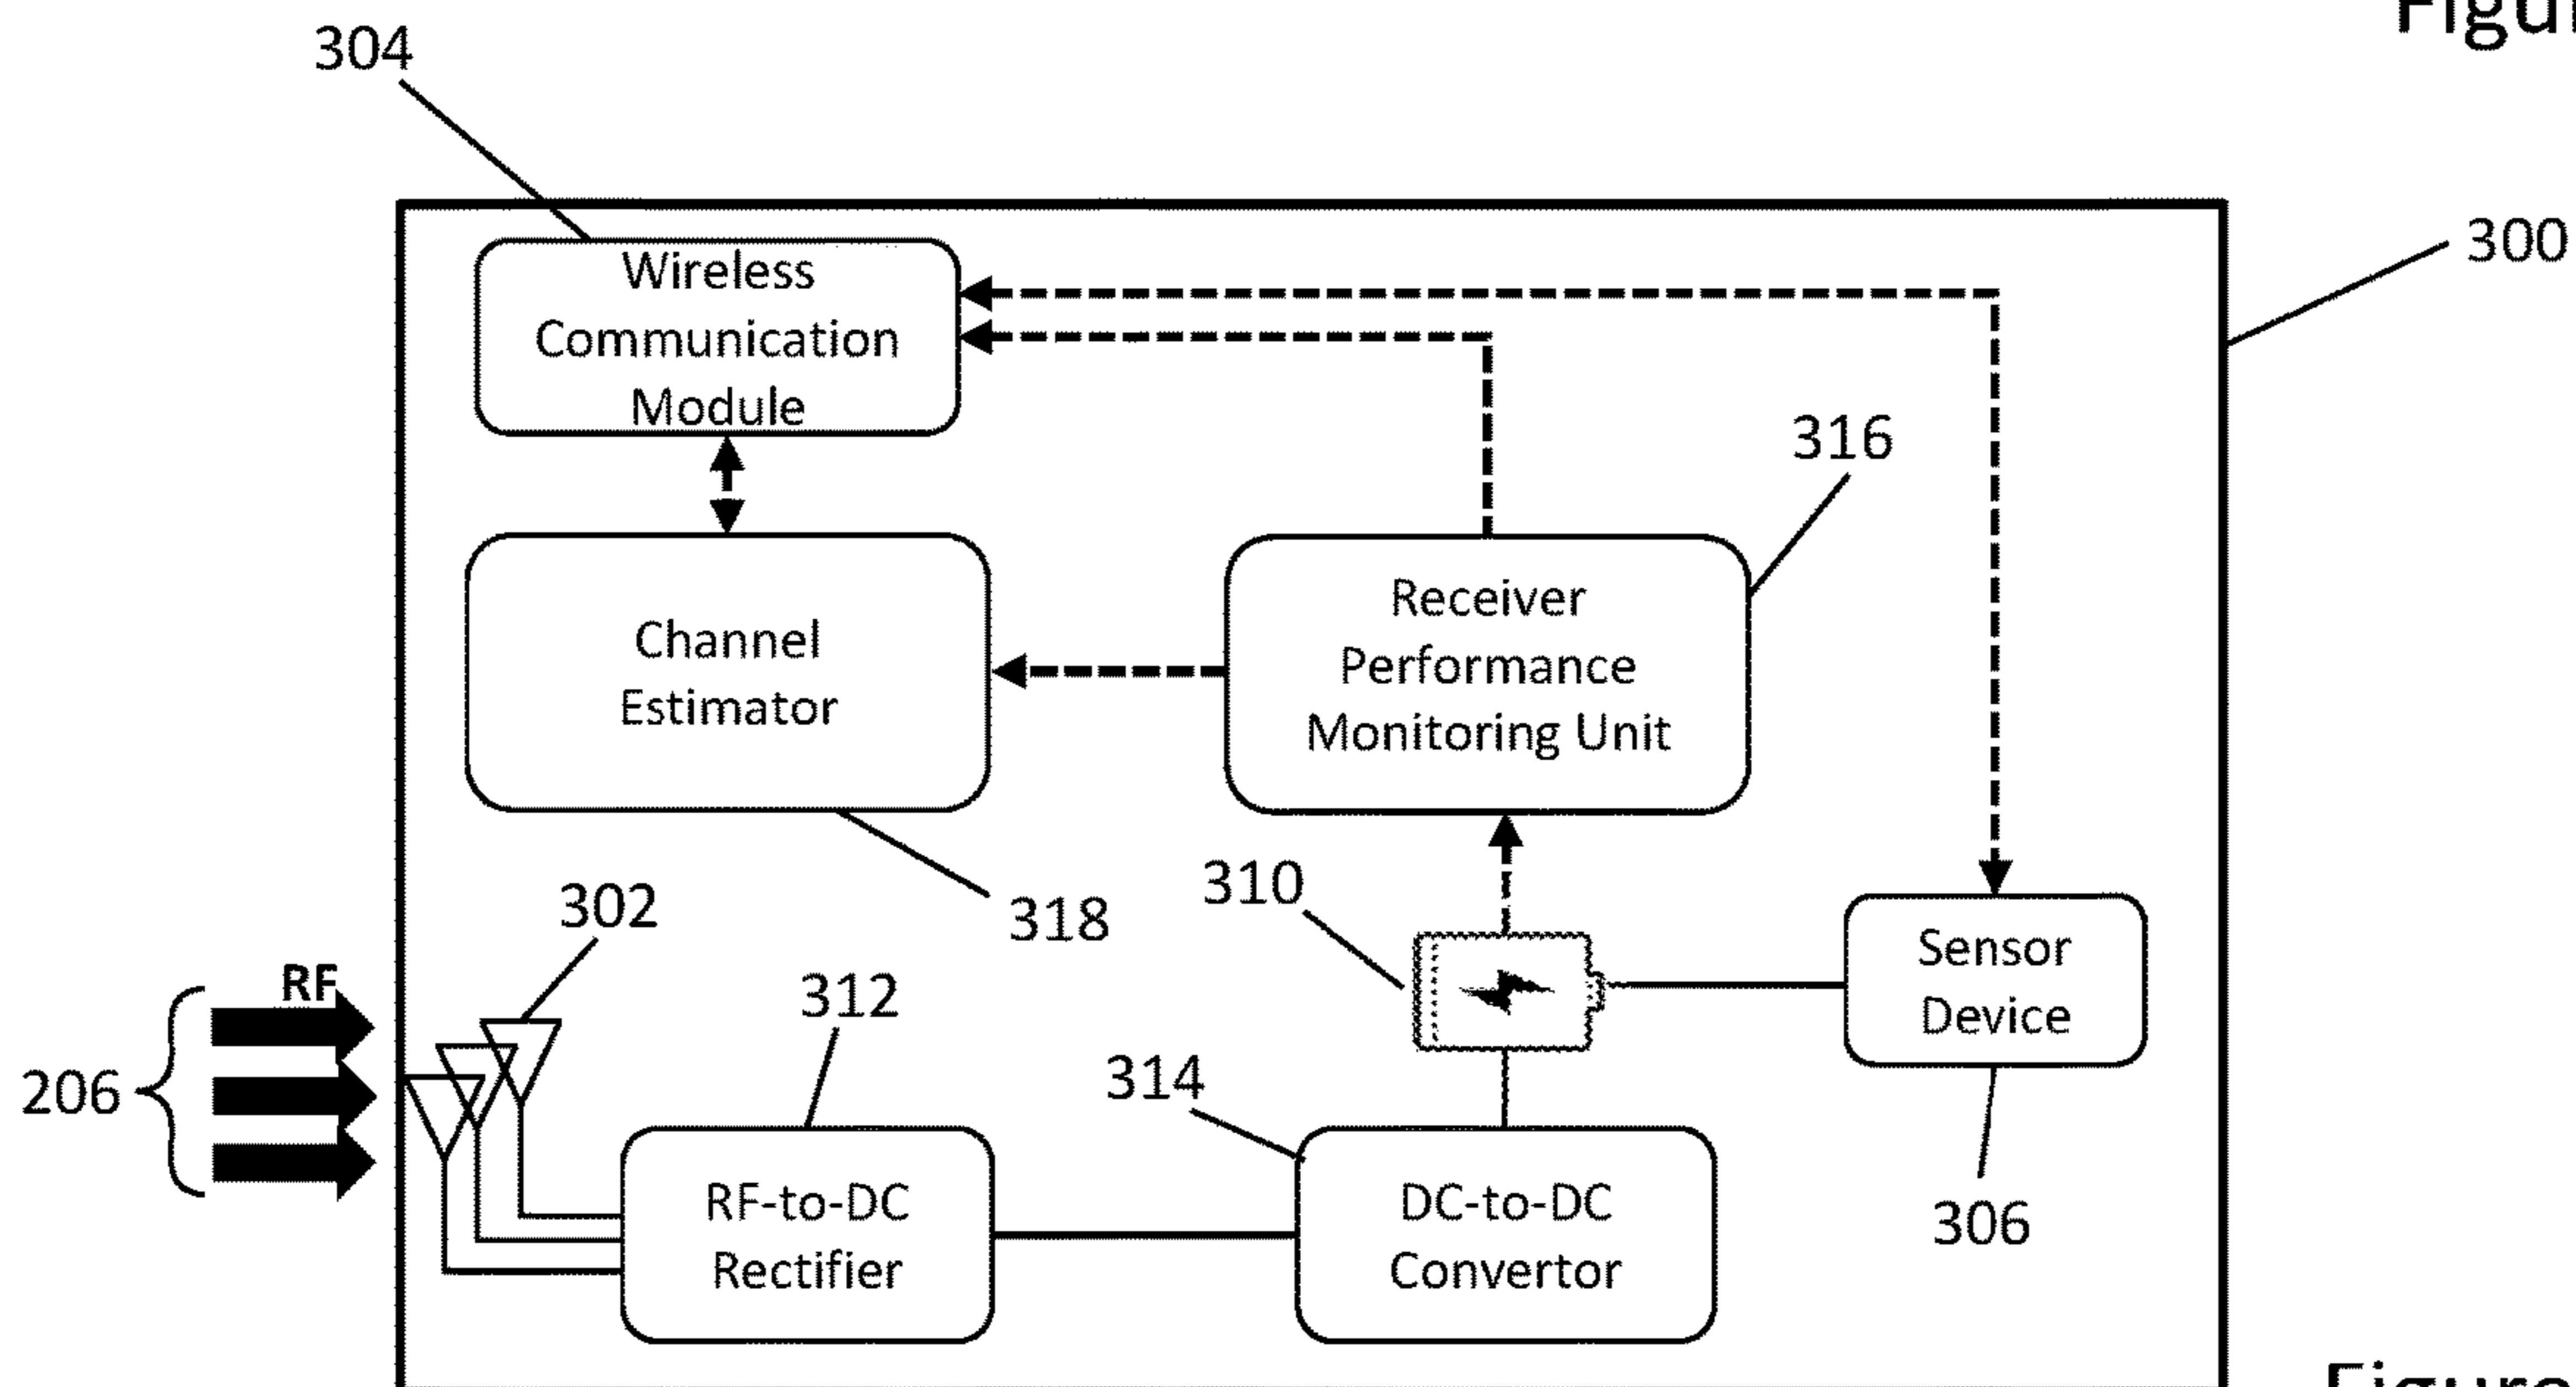 304
300
Wireless
Communication
Module
316
Channel
Estimator
Receiver
Performance
Monitoring Unit
310
318
302
RF
312
206
314
Sensor
Device
306
RF-to-DC
Rectifier
DC-to-DC
Convertor